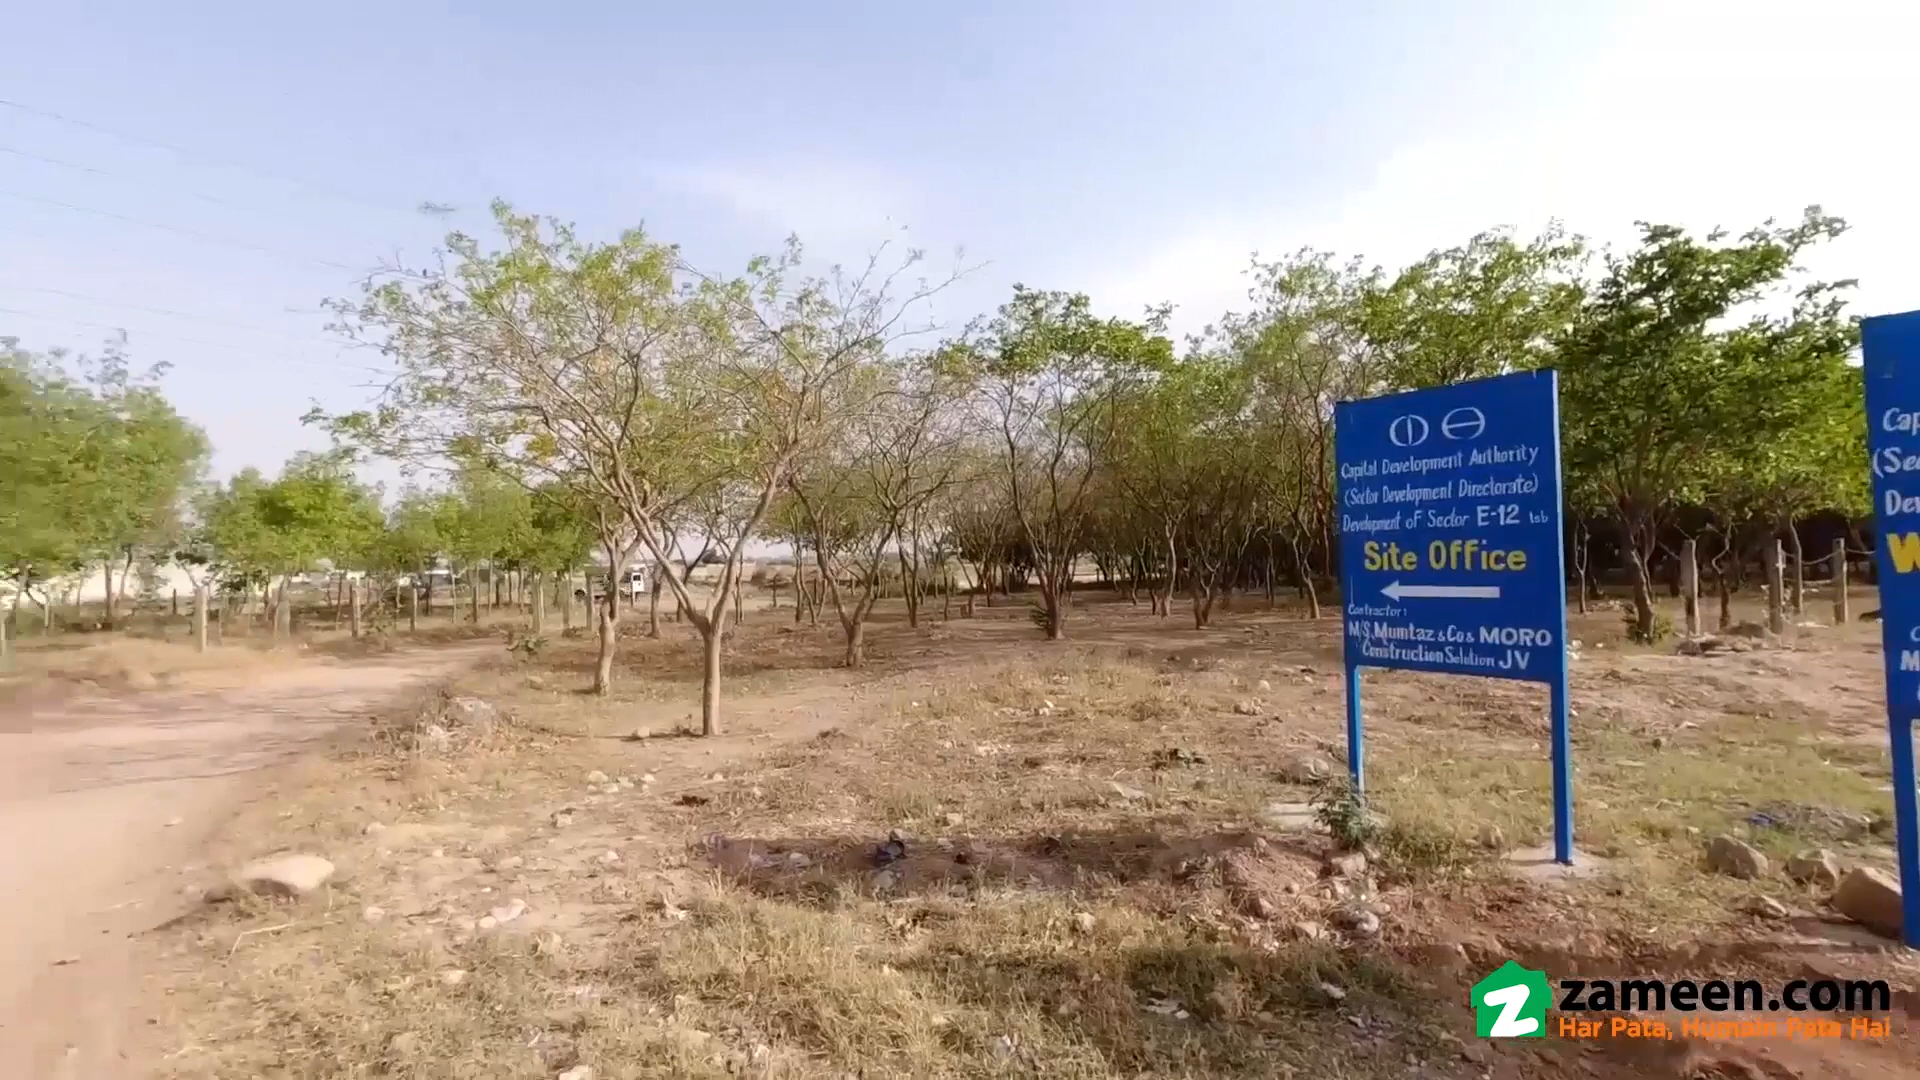 Capital Development Authority
(Sector Development Directorate)
Development of Sector E-12 Isb
Site Office
Contractor:
M/S, Mumtaz & Co & MORO
Construction Solution JV
zameen.com
Har Pata, Humain Pata Hai